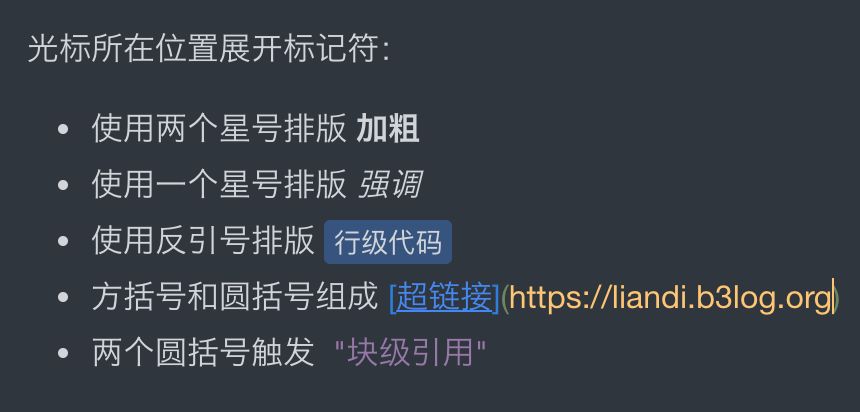 光标所在位置展开标记符：
• 使用两个星号排版 加粗
• 使用一个星号排版 强调
• 使用反引号排版 行级代码
• 方括号和圆括号组成 [超链接](https://liandi.b3log.org)
• 两个圆括号触发 "块级引用"